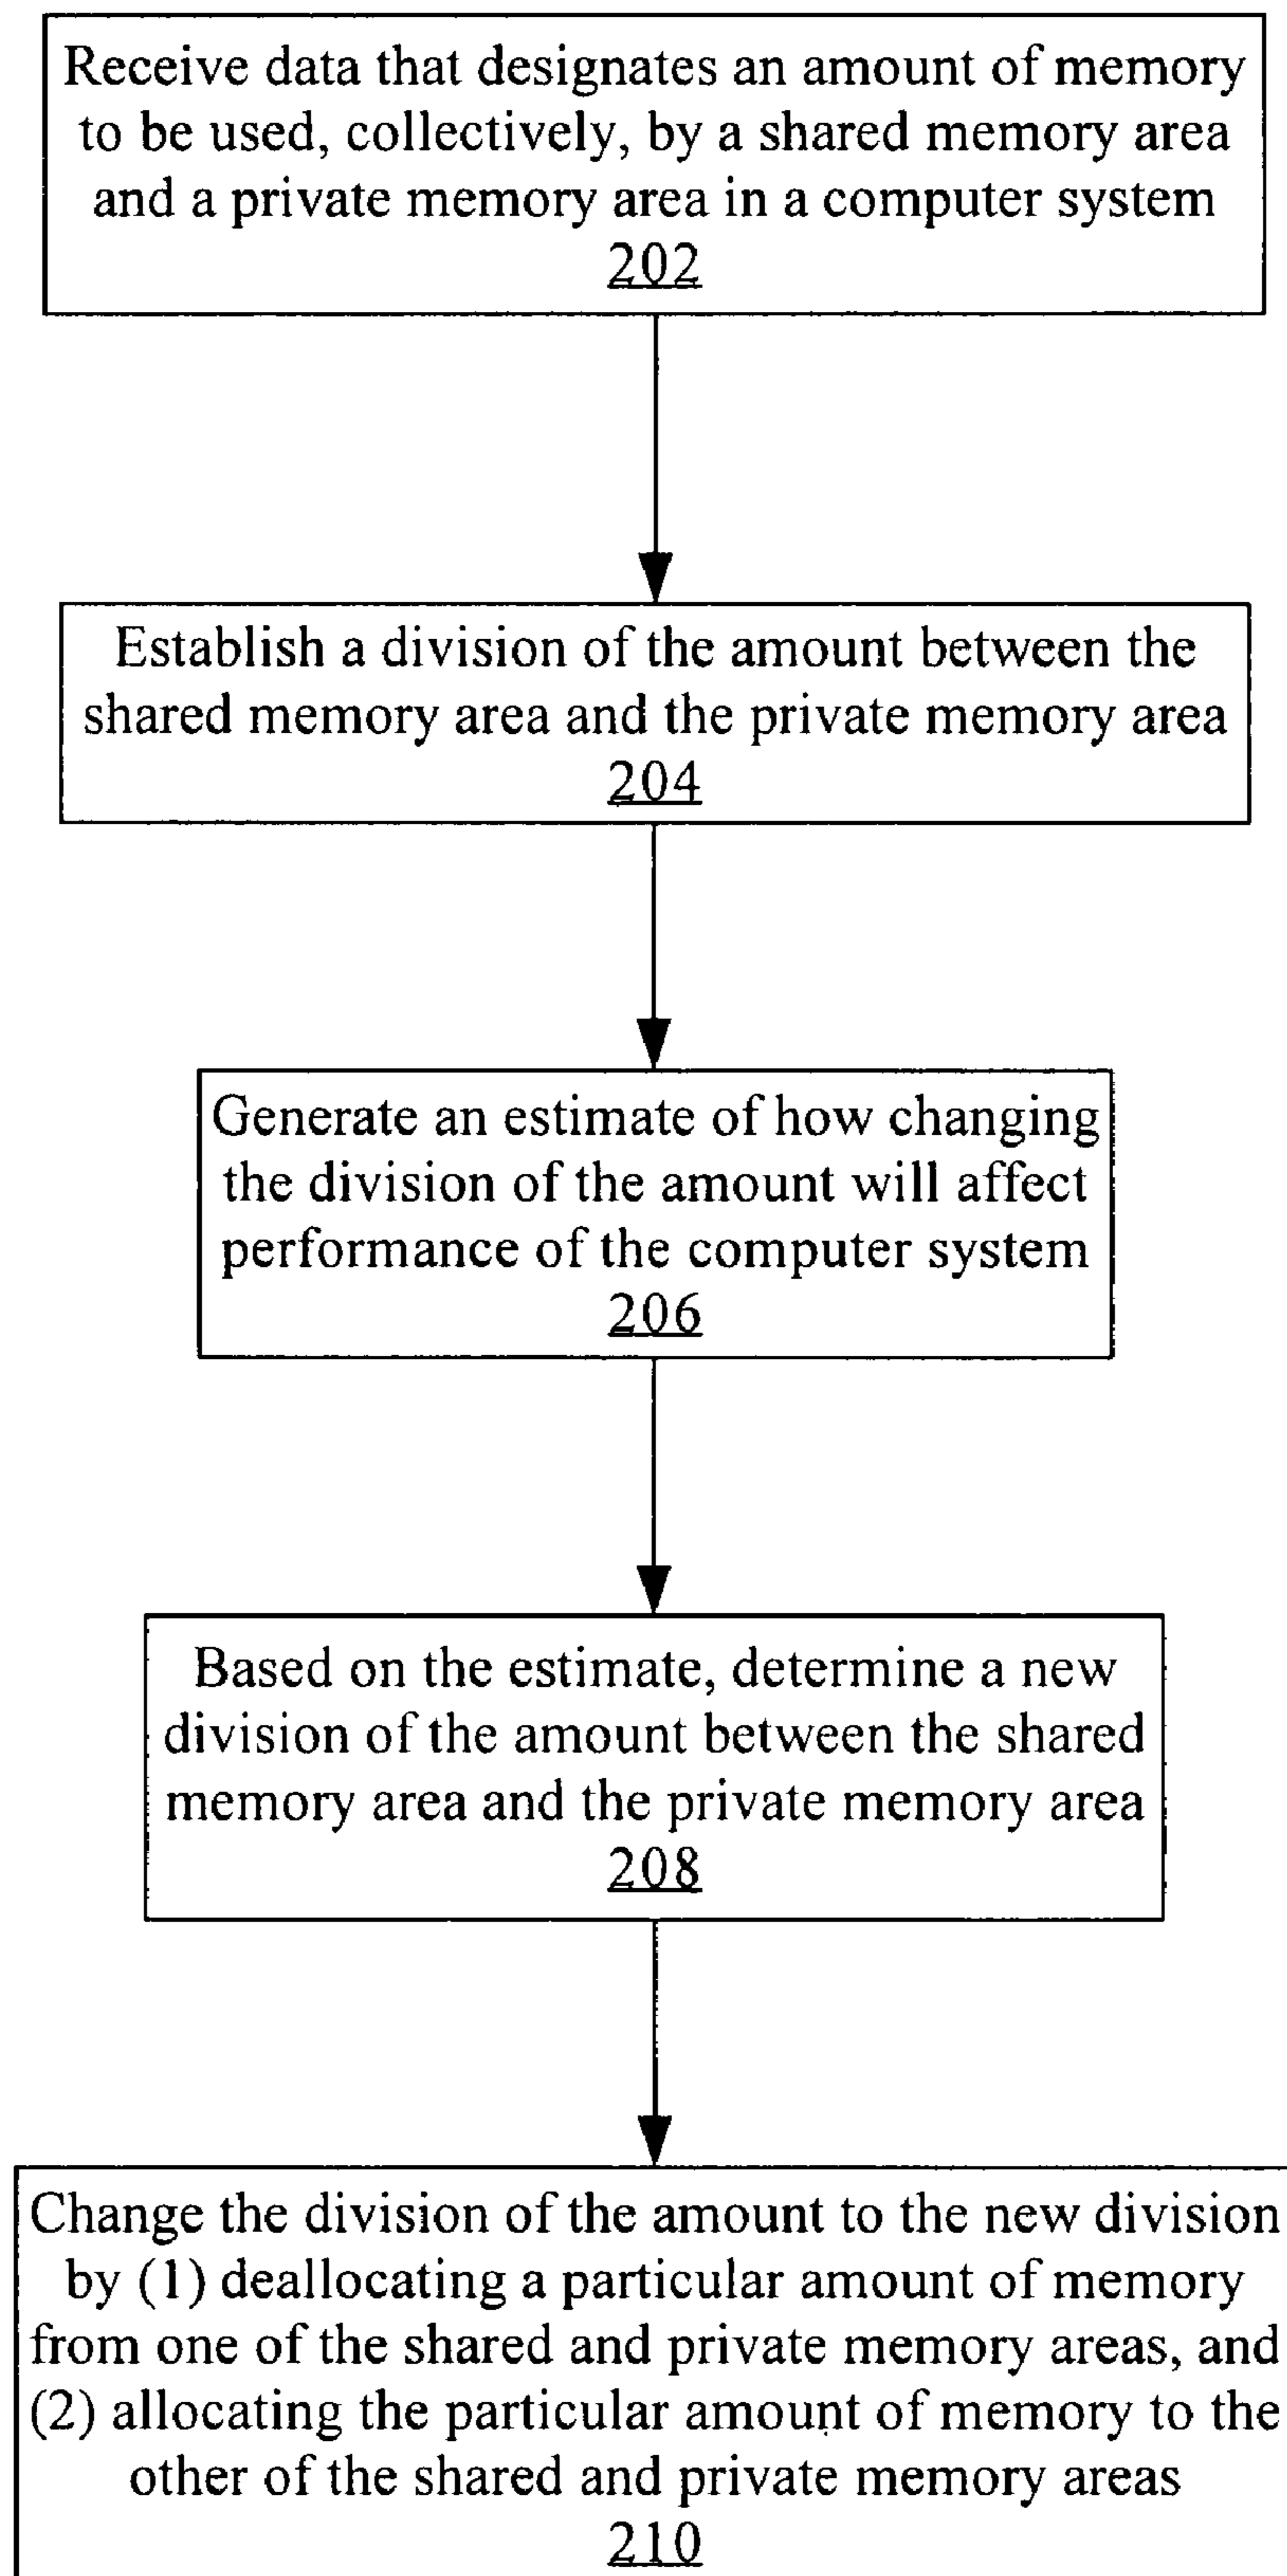 Receive data that designates an amount of memory
to be used, collectively, by a shared memory area
and a private memory area in a computer system
202
Establish a division of the amount between the
shared memory area and the private memory area
204
Generate an estimate of how changing
the division of the amount will affect
performance of the computer system
206
Based on the estimate, determine a new
division of the amount between the shared
memory area and the private memory area
208
Change the division of the amount to the new division
by (1) deallocating a particular amount of memory
from one of the shared and private memory areas, and
(2) allocating the particular amount of memory to the
other of the shared and private memory areas
210